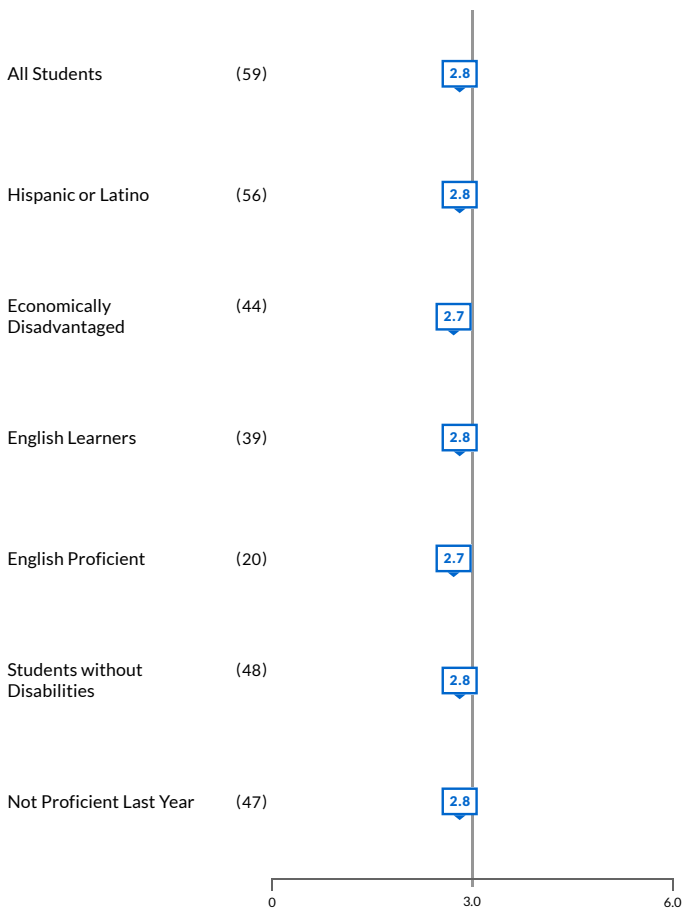 All Students (59) 2.8
Hispanic or Latino (56) 2.8
Economically (44)
Disadvantaged 2.7
English Learners (39) 2.8
English Proficient (20) 2.7
Students without (48)
Disabilities 2.8
Not Proficient Last Year (47) 2.8
0 3.0 6.0